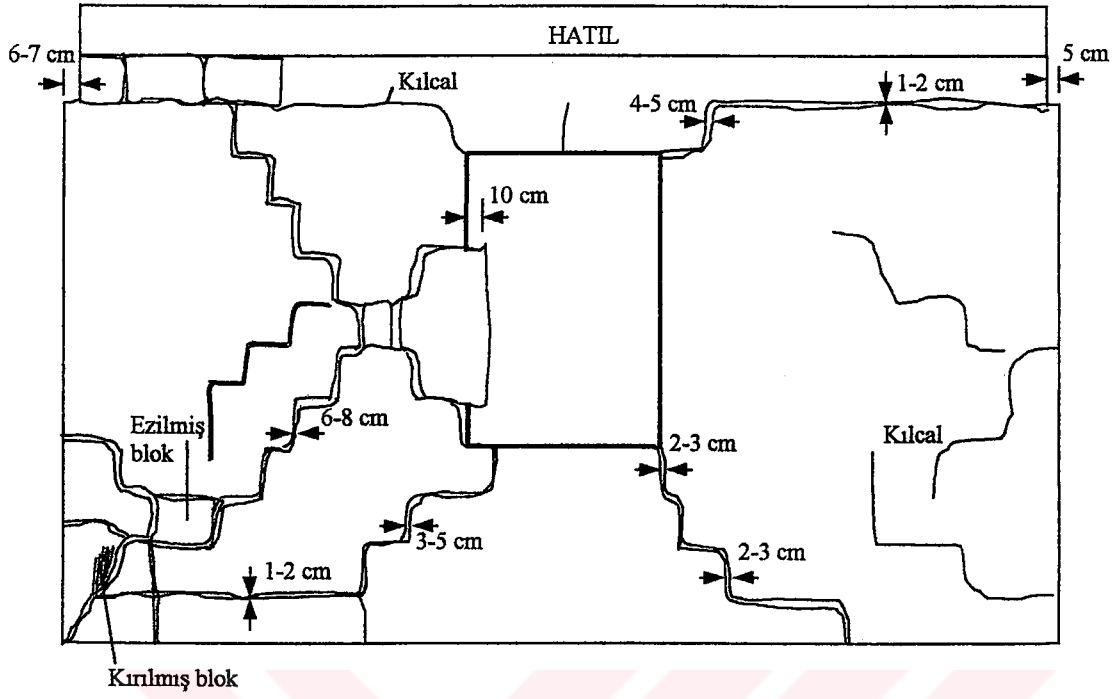 HATIL
6-7 cm
5 cm
Kılcal
1-2 cm
4-5 cm
10 cm
6-8 cm
Ezilmiş
blok
Kılcal
2-3 cm
3-5 cm
2-3 cm
1-2 cm
Kırılmış blok